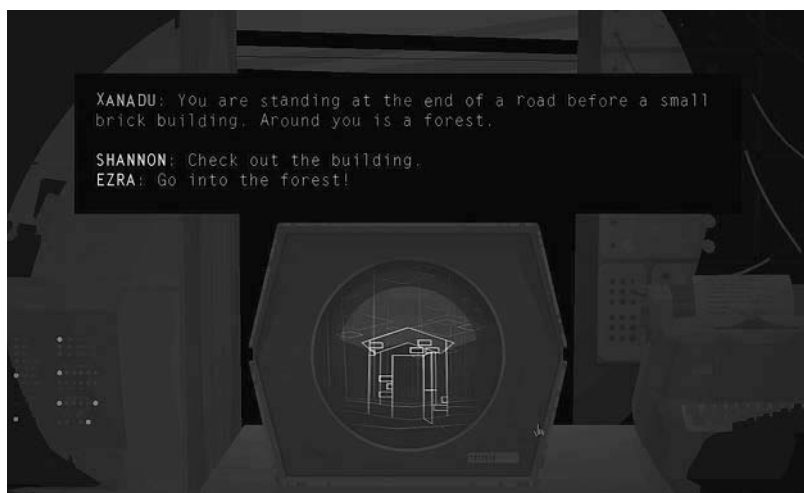 XANADU: You are standing at the end of a road before a small
brick building. Around you is a forest.
SHANNON: Check out the building.
EZRA: Go into the forest!